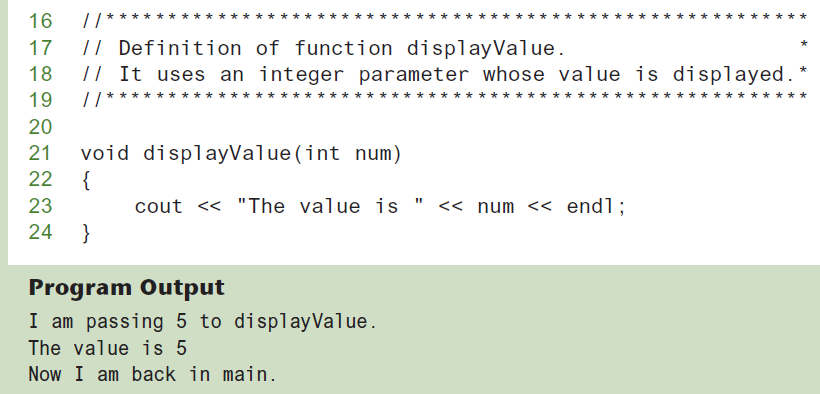 16 //*********************************************************
17 // Definition of function displayValue. *
18 // It uses an integer parameter whose value is displayed.*
19 //*********************************************************
20
21 void displayValue(int num)
22 {
23 cout << "The value is " << num << endl;
24 }
Program Output
I am passing 5 to displayValue.
The value is 5
Now I am back in main.